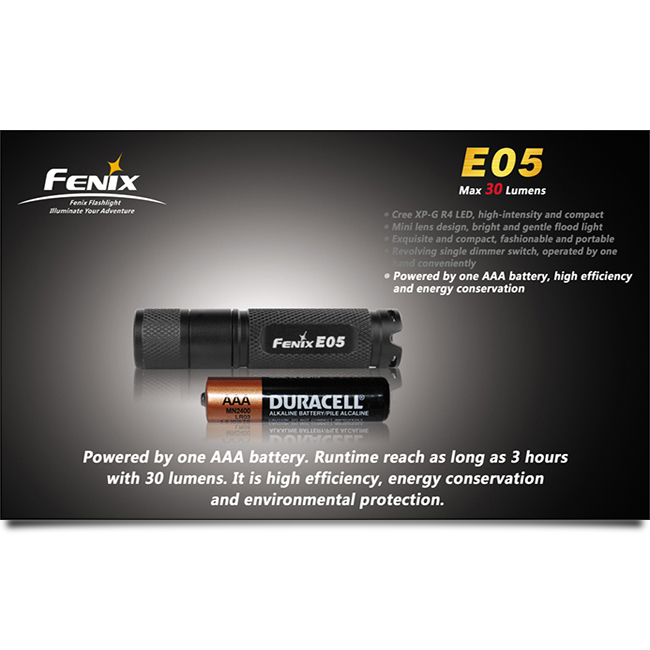 FENIX
Fenix Flashlight
Illuminate Your Adventure
E05
Max 30 Lumens
• Cree XP-G R4 LED, high-intensity and compact
• Mini lens design, bright and gentle flood light
• Exquisite and compact, fashionable and portable
• Revolving single dimmer switch, operated by one
hand conveniently
• Powered by one AAA battery, high efficiency
and energy conservation
FENIX E05
AAA
MN2400
LR03
DURACELL®
ALKALINE BATTERY/PILE ALCALINE
Powered by one AAA battery. Runtime reach as long as 3 hours
with 30 lumens. It is high efficiency, energy conservation
and environmental protection.